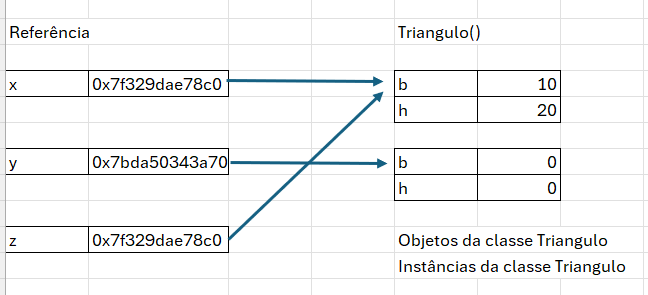 Referência Triangulo()
x 0x7f329dae78c0 b 10
h 20
y 0x7bda50343a70 b 0
h 0
z 0x7f329dae78c0 Objetos da classe Triangulo
Instâncias da classe Triangulo